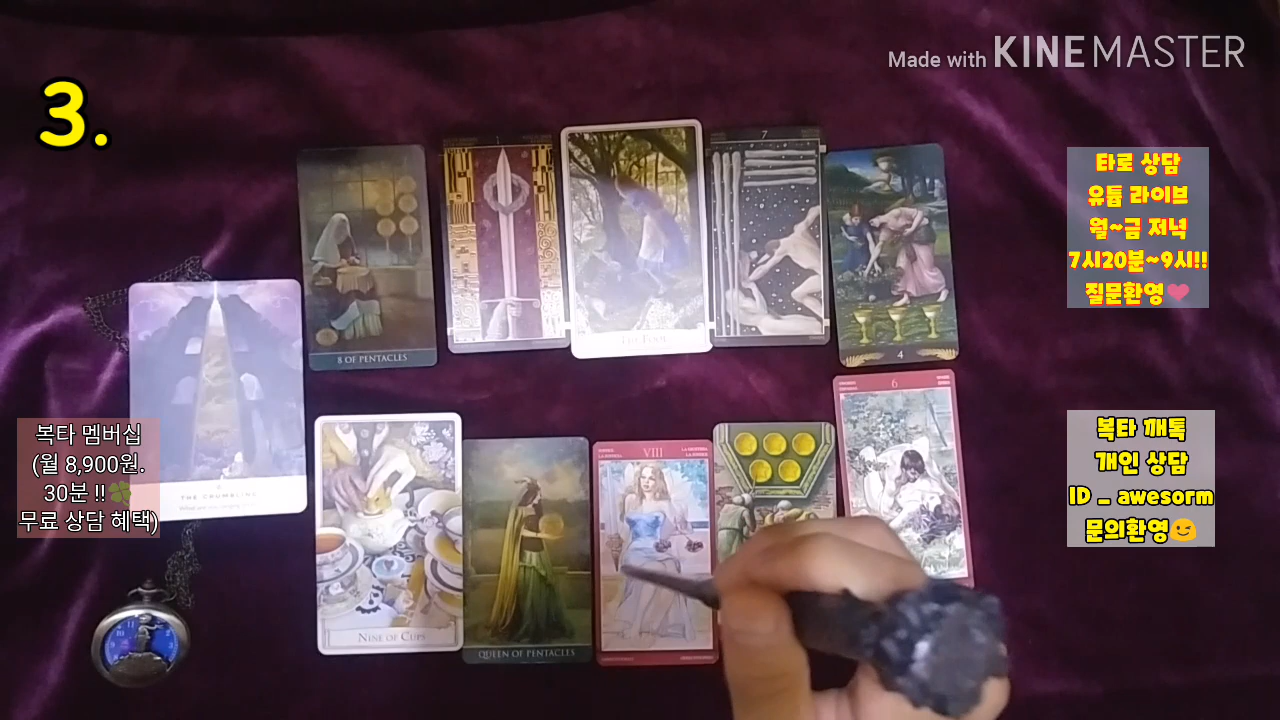 Made with KINEMASTER
3.
타로 상담
유튭 라이브
월~금 저녁
7시20분~9시!!
질문환영
1
7
8 OF PENTACLES
THE FOOL
4
THE CRUMBLING
6
VIII
복타 멤버십
(월 8,900원.
30분 !!
무료 상담 혜택)
복타 깨톡
개인 상담
ID _ awesorm
문의환영
NINE OF CUPS
QUEEN OF PENTACLES